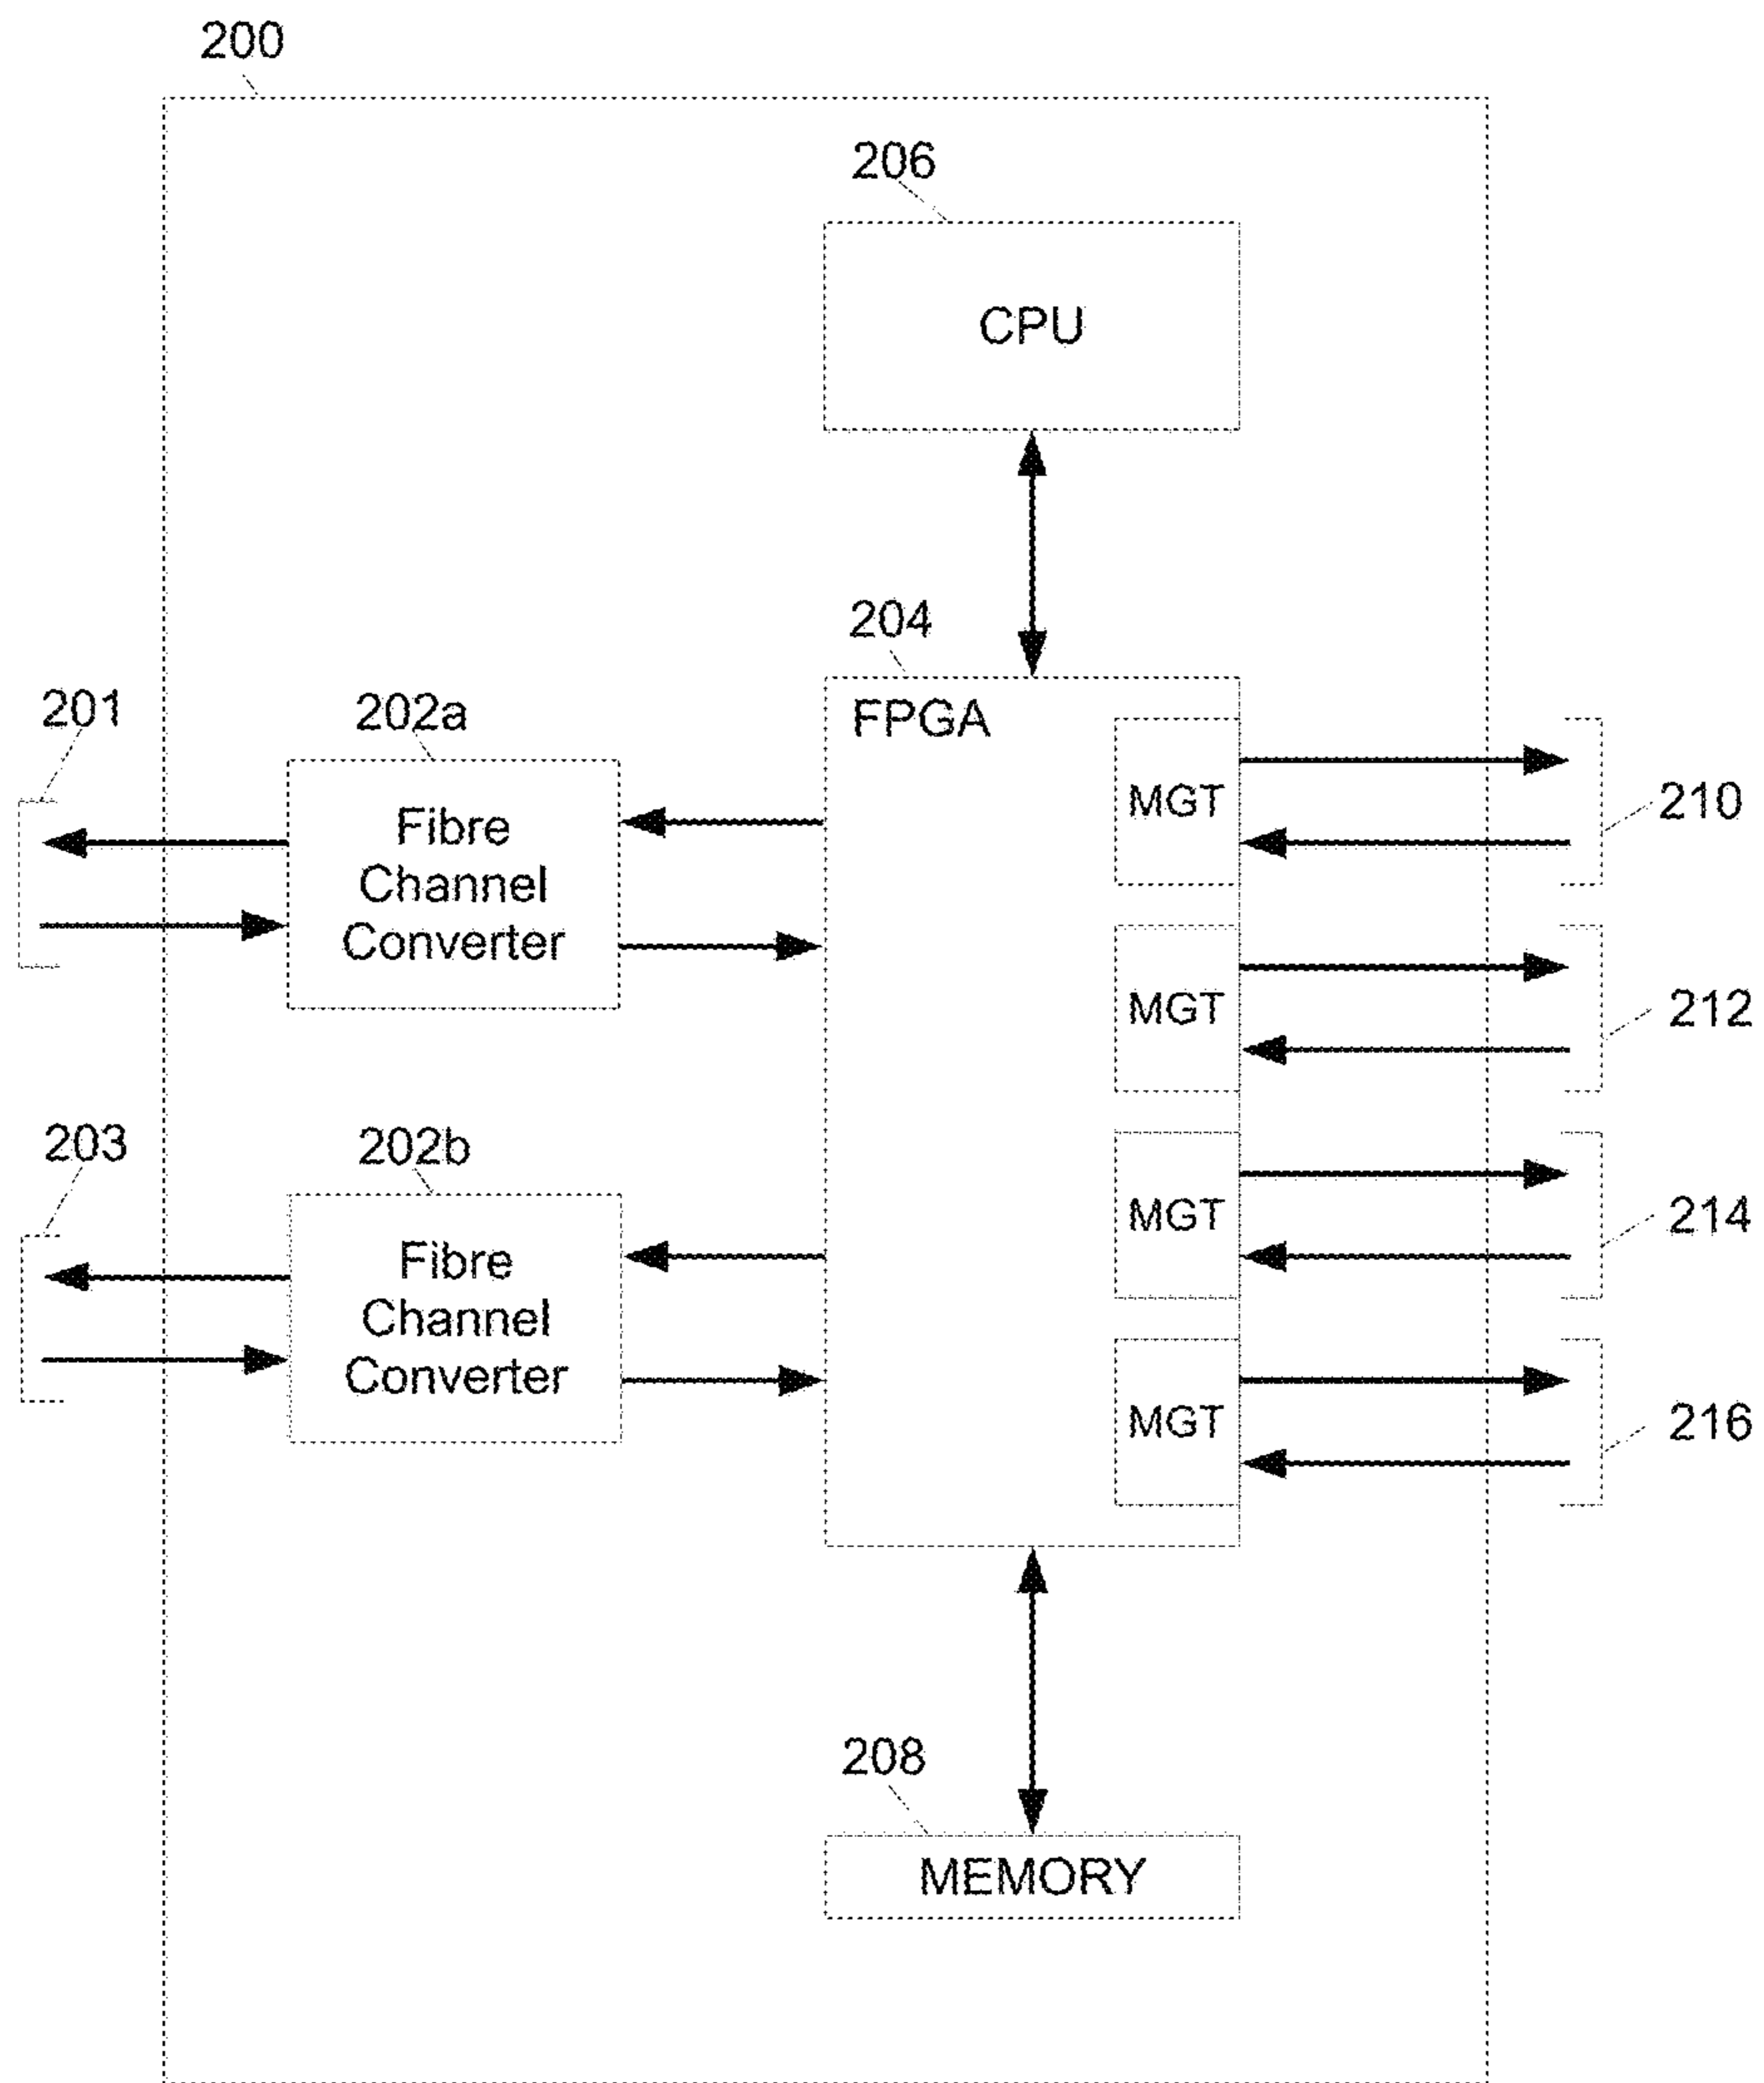 200
206
CPU
204
201
202a
FPGA
MGT
210
Fibre
Channel
Converter
MGT
212
203
202b
MGT
214
Fibre
Channel
Converter
MGT
216
208
MEMORY